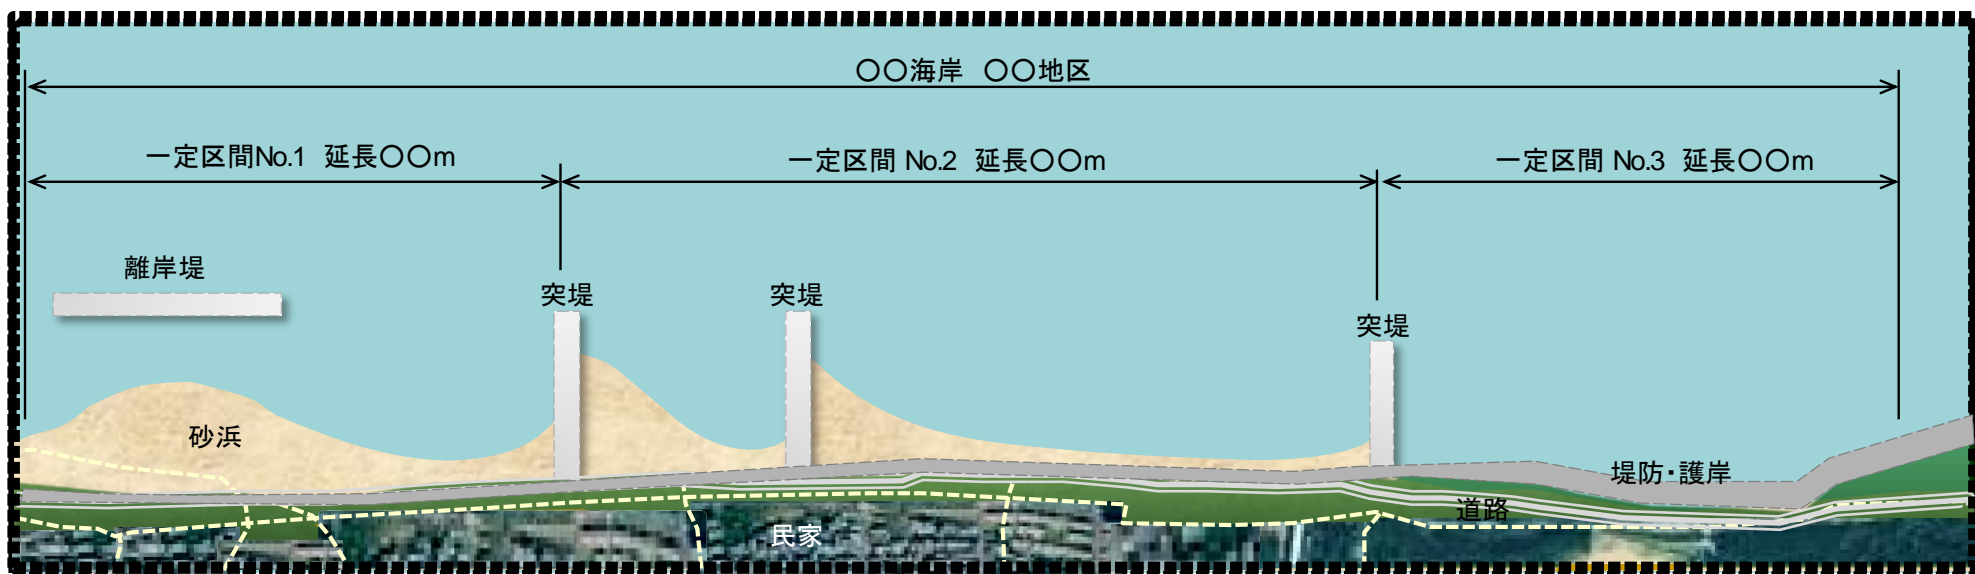 〇〇海岸　〇〇地区
一定区間No.1　延長〇〇m
一定区間 No.2　延長〇〇m
一定区間 No.3　延長〇〇m
離岸堤
突堤
突堤
突堤
砂浜
堤防・護岸
道路
民家